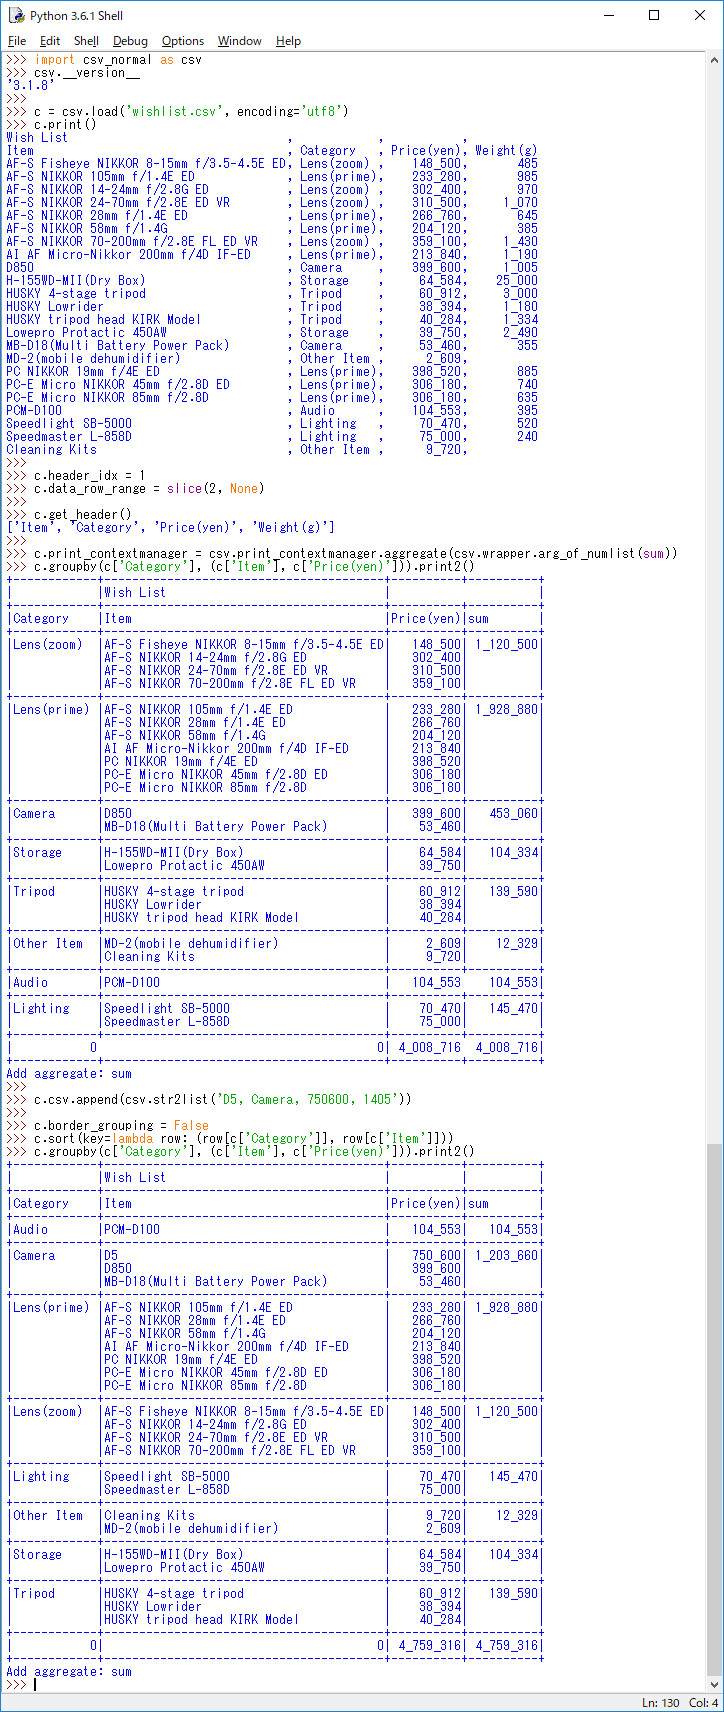 Python 3.6.1 Shell
File Edit Shell Debug Options Window Help
>>> import csv_normal as csv
>>> csv.__version__
'3.1.8'
>>>
>>> c = csv.load('wishlist.csv', encoding='utf8')
>>> c.print()
Wish List                               ,            ,           ,
Item                                    , Category   , Price(yen), Weight(g)
AF-S Fisheye NIKKOR 8-15mm f/3.5-4.5E ED, Lens(zoom) ,    148_500,       485
AF-S NIKKOR 105mm f/1.4E ED             , Lens(prime),    233_280,       985
AF-S NIKKOR 14-24mm f/2.8G ED           , Lens(zoom) ,    302_400,       970
AF-S NIKKOR 24-70mm f/2.8E ED VR        , Lens(zoom) ,    310_500,     1_070
AF-S NIKKOR 28mm f/1.4E ED              , Lens(prime),    266_760,       645
AF-S NIKKOR 58mm f/1.4G                 , Lens(prime),    204_120,       385
AF-S NIKKOR 70-200mm f/2.8E FL ED VR    , Lens(zoom) ,    359_100,     1_430
AI AF Micro-Nikkor 200mm f/4D IF-ED     , Lens(prime),    213_840,     1_190
D850                                    , Camera     ,    399_600,     1_005
H-155WD-MII(Dry Box)                    , Storage    ,     64_584,    25_000
HUSKY 4-stage tripod                    , Tripod     ,     60_912,     3_000
HUSKY Lowrider                          , Tripod     ,     38_394,     1_180
HUSKY tripod head KIRK Model            , Tripod     ,     40_284,     1_334
Lowepro Protactic 450AW                 , Storage    ,     39_750,     2_490
MB-D18(Multi Battery Power Pack)        , Camera     ,     53_460,       355
MD-2(mobile dehumidifier)               , Other Item ,      2_609,
PC NIKKOR 19mm f/4E ED                  , Lens(prime),    398_520,       885
PC-E Micro NIKKOR 45mm f/2.8D ED        , Lens(prime),    306_180,       740
PC-E Micro NIKKOR 85mm f/2.8D           , Lens(prime),    306_180,       635
PCM-D100                                , Audio      ,    104_553,       395
Speedlight SB-5000                      , Lighting   ,     70_470,       520
Speedmaster L-858D                      , Lighting   ,     75_000,       240
Cleaning Kits                           , Other Item ,      9_720,
>>>
>>> c.header_idx = 1
>>> c.data_row_range = slice(2, None)
>>>
>>> c.get_header()
['Item', 'Category', 'Price(yen)', 'Weight(g)']
>>>
>>> c.print_contextmanager = csv.print_contextmanager.aggregate(csv.wrapper.arg_of_numlist(sum))
>>> c.groupby(c['Category'], (c['Item'], c['Price(yen)'])).print2()
| |Wish List | | |
|Category |Item |Price(yen)|sum |
|Lens(zoom) |AF-S Fisheye NIKKOR 8-15mm f/3.5-4.5E ED| 148_500| 1_120_500|
| |AF-S NIKKOR 14-24mm f/2.8G ED | 302_400| |
| |AF-S NIKKOR 24-70mm f/2.8E ED VR | 310_500| |
| |AF-S NIKKOR 70-200mm f/2.8E FL ED VR | 359_100| |
|Lens(prime) |AF-S NIKKOR 105mm f/1.4E ED | 233_280| 1_928_880|
| |AF-S NIKKOR 28mm f/1.4E ED | 266_760| |
| |AF-S NIKKOR 58mm f/1.4G | 204_120| |
| |AI AF Micro-Nikkor 200mm f/4D IF-ED | 213_840| |
| |PC NIKKOR 19mm f/4E ED | 398_520| |
| |PC-E Micro NIKKOR 45mm f/2.8D ED | 306_180| |
| |PC-E Micro NIKKOR 85mm f/2.8D | 306_180| |
|Camera |D850 | 399_600| 453_060|
| |MB-D18(Multi Battery Power Pack) | 53_460| |
|Storage |H-155WD-MII(Dry Box) | 64_584| 104_334|
| |Lowepro Protactic 450AW | 39_750| |
|Tripod |HUSKY 4-stage tripod | 60_912| 139_590|
| |HUSKY Lowrider | 38_394| |
| |HUSKY tripod head KIRK Model | 40_284| |
|Other Item |MD-2(mobile dehumidifier) | 2_609| 12_329|
| |Cleaning Kits | 9_720| |
|Audio |PCM-D100 | 104_553| 104_553|
|Lighting |Speedlight SB-5000 | 70_470| 145_470|
| |Speedmaster L-858D | 75_000| |
| 0| 0| 4_008_716| 4_008_716|
Add aggregate: sum
>>>
>>> c.csv.append(csv.str2list('D5, Camera, 750600, 1405'))
>>>
>>> c.border_grouping = False
>>> c.sort(key=lambda row: (row[c['Category']], row[c['Item']]))
>>> c.groupby(c['Category'], (c['Item'], c['Price(yen)'])).print2()
| |Wish List | | |
|Category |Item |Price(yen)|sum |
|Audio |PCM-D100 | 104_553| 104_553|
|Camera |D5 | 750_600| 1_203_660|
| |D850 | 399_600| |
| |MB-D18(Multi Battery Power Pack) | 53_460| |
|Lens(prime) |AF-S NIKKOR 105mm f/1.4E ED | 233_280| 1_928_880|
| |AF-S NIKKOR 28mm f/1.4E ED | 266_760| |
| |AF-S NIKKOR 58mm f/1.4G | 204_120| |
| |AI AF Micro-Nikkor 200mm f/4D IF-ED | 213_840| |
| |PC NIKKOR 19mm f/4E ED | 398_520| |
| |PC-E Micro NIKKOR 45mm f/2.8D ED | 306_180| |
| |PC-E Micro NIKKOR 85mm f/2.8D | 306_180| |
|Lens(zoom) |AF-S Fisheye NIKKOR 8-15mm f/3.5-4.5E ED| 148_500| 1_120_500|
| |AF-S NIKKOR 14-24mm f/2.8G ED | 302_400| |
| |AF-S NIKKOR 24-70mm f/2.8E ED VR | 310_500| |
| |AF-S NIKKOR 70-200mm f/2.8E FL ED VR | 359_100| |
|Lighting |Speedlight SB-5000 | 70_470| 145_470|
| |Speedmaster L-858D | 75_000| |
|Other Item |Cleaning Kits | 9_720| 12_329|
| |MD-2(mobile dehumidifier) | 2_609| |
|Storage |H-155WD-MII(Dry Box) | 64_584| 104_334|
| |Lowepro Protactic 450AW | 39_750| |
|Tripod |HUSKY 4-stage tripod | 60_912| 139_590|
| |HUSKY Lowrider | 38_394| |
| |HUSKY tripod head KIRK Model | 40_284| |
| 0| 0| 4_759_316| 4_759_316|
Add aggregate: sum
>>>
Ln: 130 Col: 4